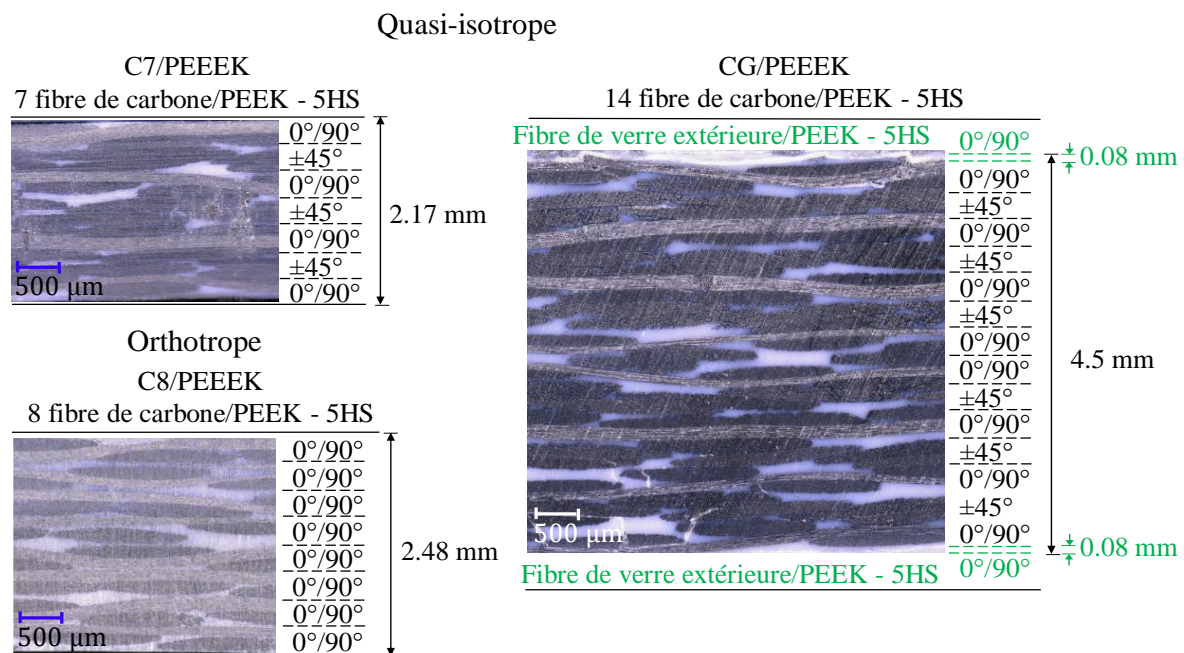 Quasi-isotrope
C7/PEEEK
7 fibre de carbone/PEEK - 5HS
0°/90°
±45°
0°/90°
±45°
0°/90°
±45°
0°/90°
2.17 mm
500 µm
Orthotrope
C8/PEEEK
8 fibre de carbone/PEEK - 5HS
0°/90°
0°/90°
0°/90°
0°/90°
0°/90°
0°/90°
0°/90°
0°/90°
2.48 mm
500 µm
CG/PEEEK
14 fibre de carbone/PEEK - 5HS
Fibre de verre extérieure/PEEK - 5HS 0°/90°
0.08 mm
0°/90°
±45°
0°/90°
±45°
0°/90°
±45°
0°/90°
0°/90°
±45°
0°/90°
±45°
0°/90°
±45°
0°/90°
4.5 mm
500 µm
0.08 mm
Fibre de verre extérieure/PEEK - 5HS 0°/90°